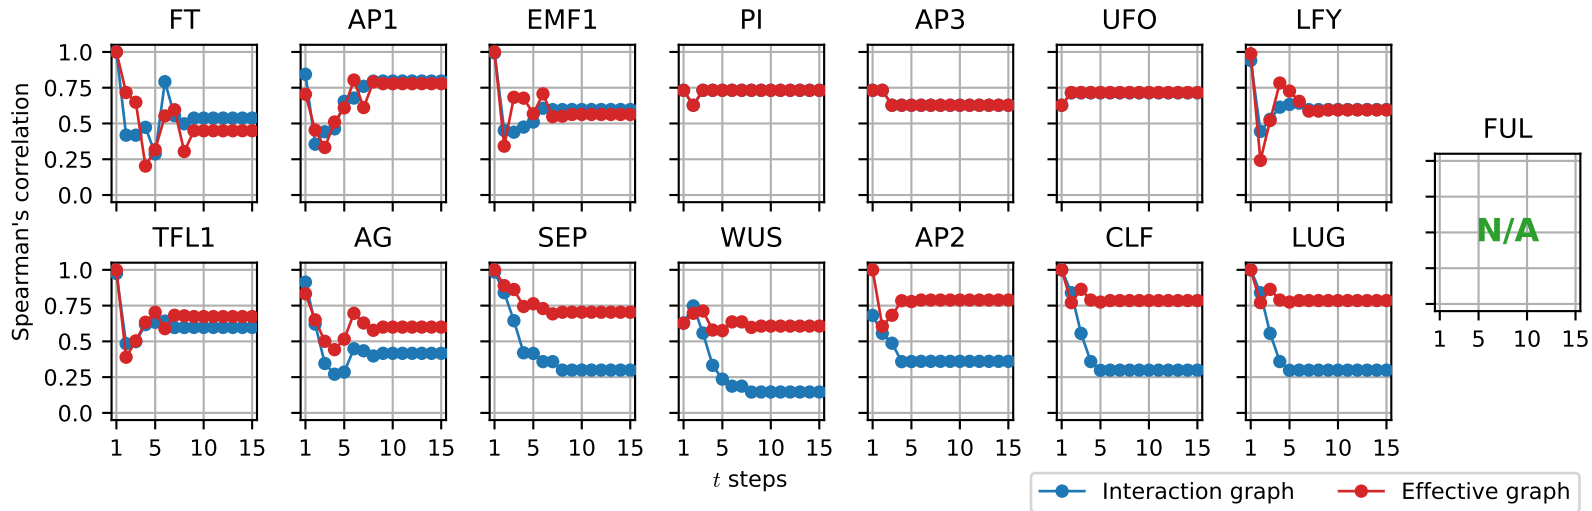 FT AP1 EMF1 PI AP3 UFO LFY
Spearman's correlation
1.0
0.75
0.5
0.25
0.0
FUL
N/A
1 5 10 15
TFL1 AG SEP WUS AP2 CLF LUG
1.0
0.75
0.5
0.25
0.0
1 5 10 15 1 5 10 15 1 5 10 15 1 5 10 15 1 5 10 15 1 5 10 15 1 5 10 15
t steps
Interaction graph Effective graph